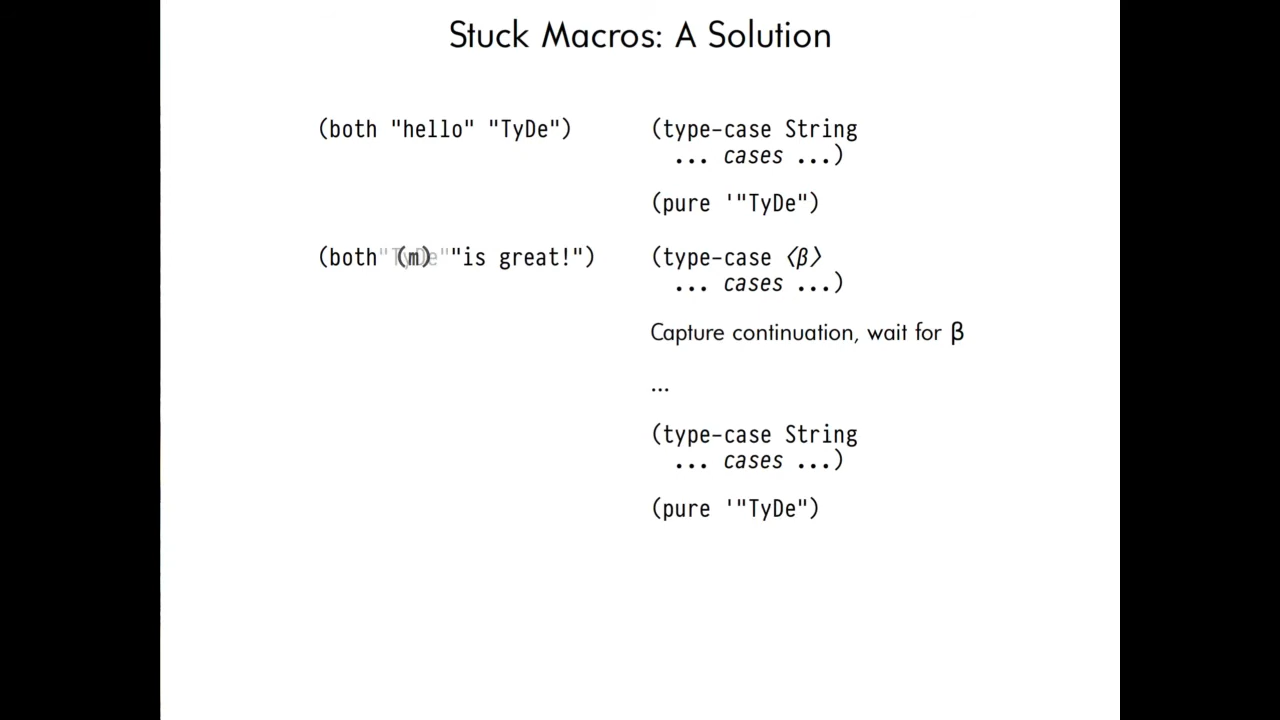 Stuck Macros: A Solution
(both "hello" "TyDe")
(type-case String
... cases ...)
(pure '"TyDe")
(both (m) "is great!")
(type-case ⟨β⟩
... cases ...)
Capture continuation, wait for β
...
(type-case String
... cases ...)
(pure '"TyDe")